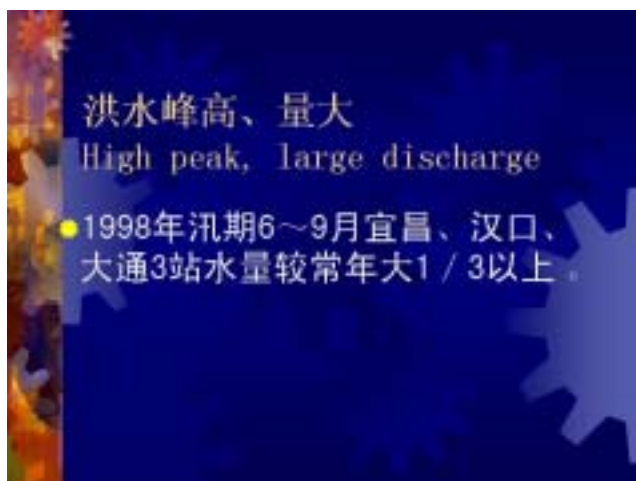 洪水峰高、量大
High peak, large discharge
1998年汛期6～9月宜昌、汉口、
大通3站水量较常年大1／3以上。